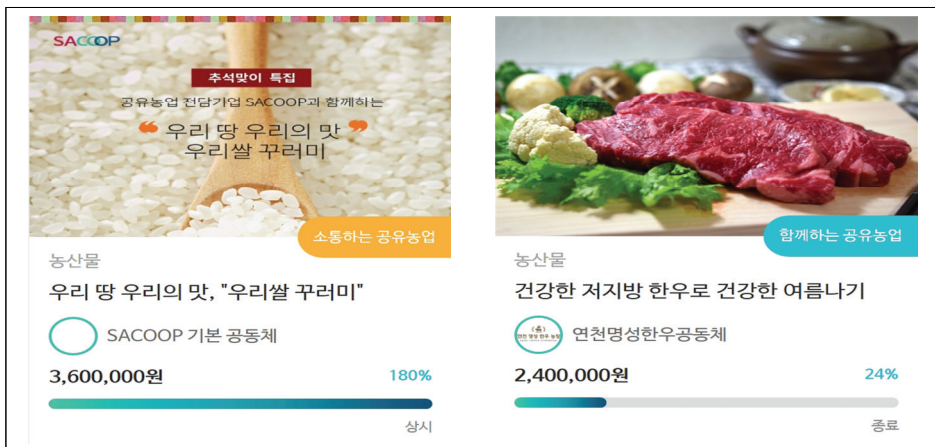 SACOOP
추석맞이 특집
공유농업 전담기업 SACOOP과 함께하는
❝ 우리 땅 우리의 맛 ❞
우리쌀 꾸러미
소통하는 공유농업
농산물
우리 땅 우리의 맛, "우리쌀 꾸러미"
SACOOP 기본 공동체
3,600,000원
180%
상시
함께하는 공유농업
농산물
건강한 저지방 한우로 건강한 여름나기
연천명성한우공동체
2,400,000원
24%
종료